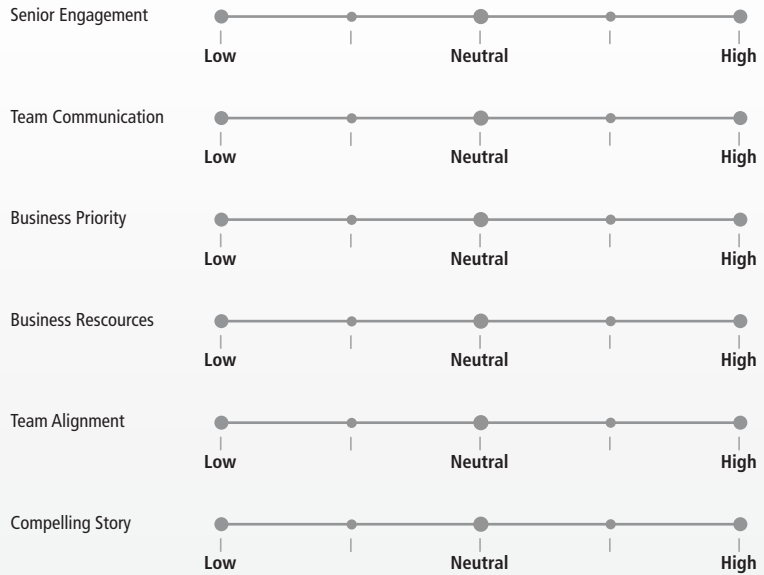 Senior Engagement
Low Neutral High
Team Communication
Low Neutral High
Business Priority
Low Neutral High
Business Rescources
Low Neutral High
Team Alignment
Low Neutral High
Compelling Story
Low Neutral High